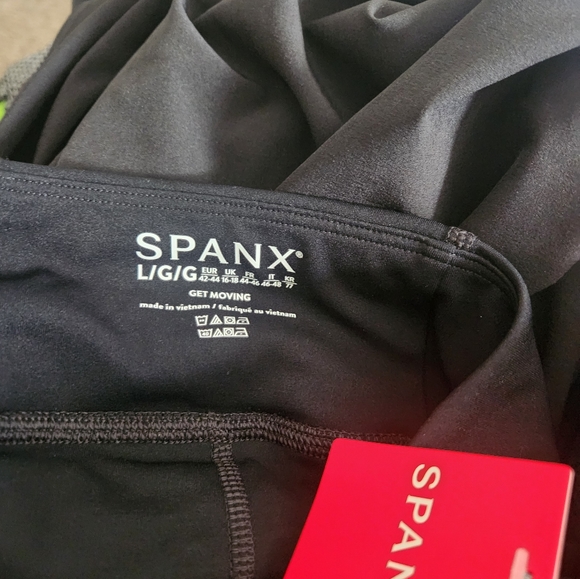 SPANX®
L/G/G EUR 42-44 UK 16-18 FR 44-46 IT 46-48 KR 77
GET MOVING
made in vietnam / fabriqué au vietnam
SPAN